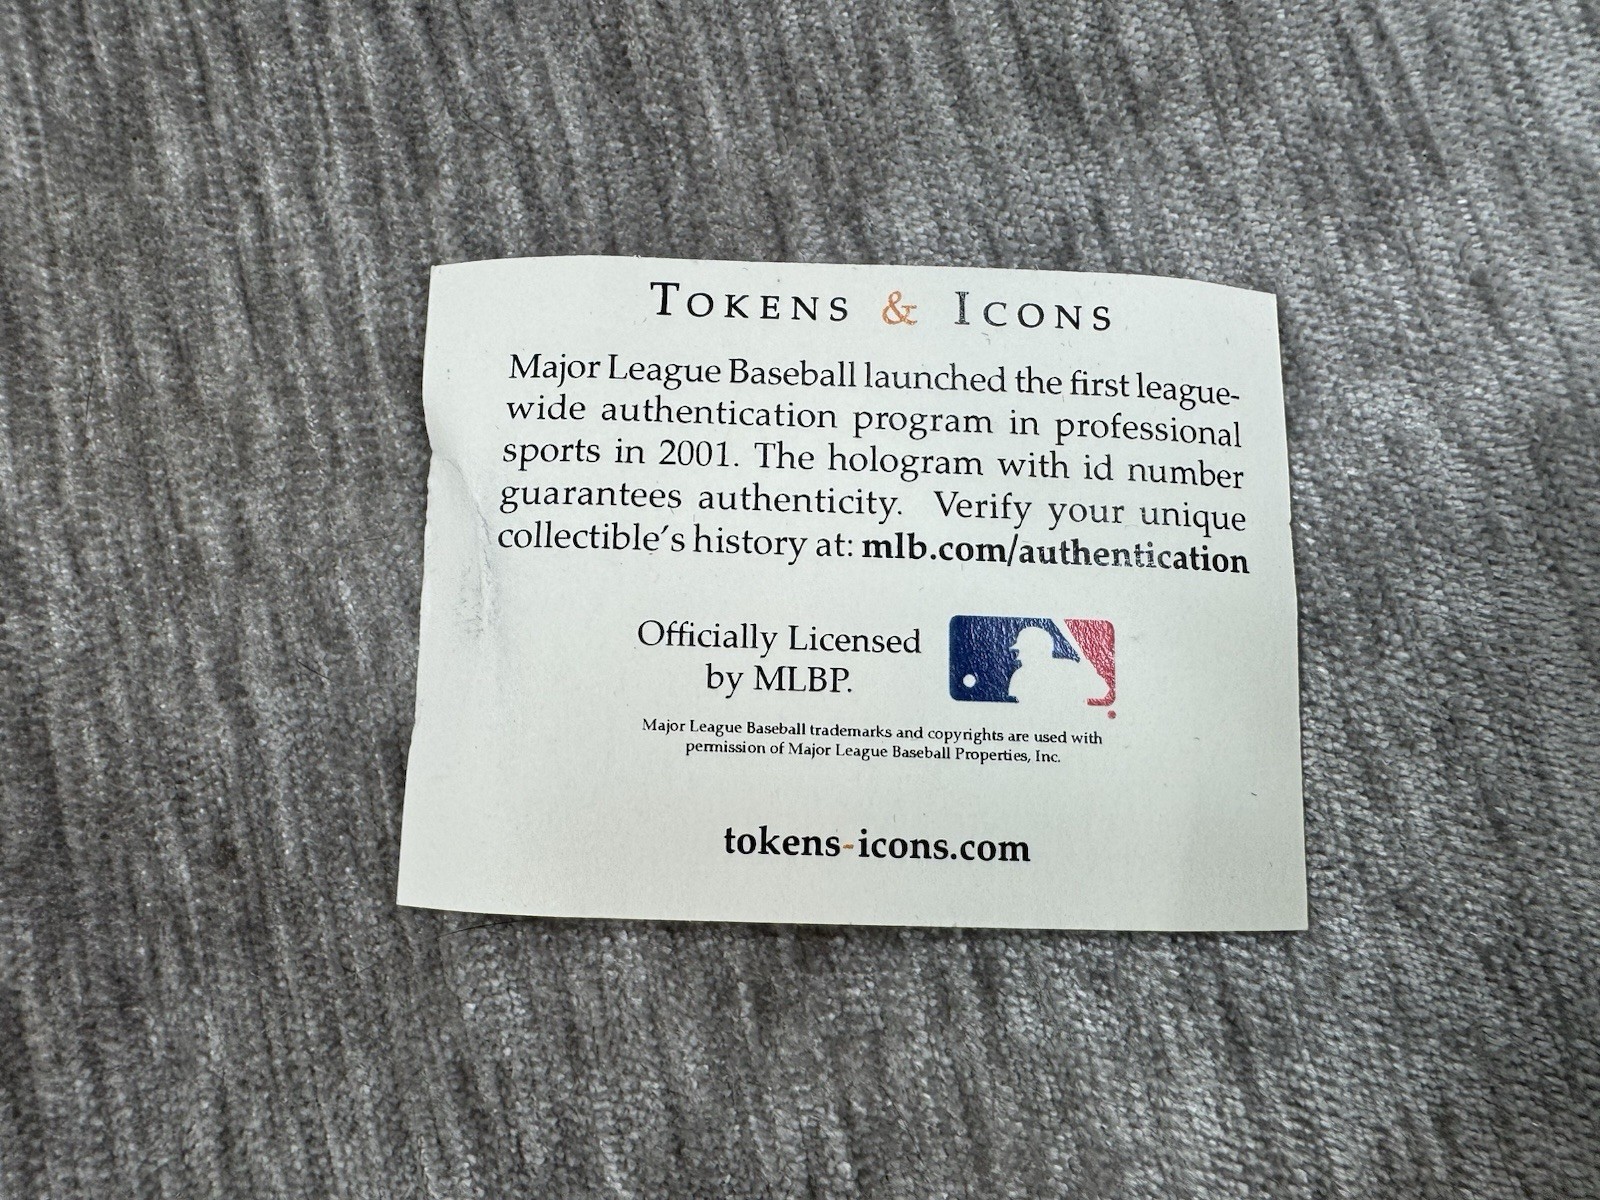 TOKENS & ICONS
Major League Baseball launched the first league-
wide authentication program in professional
sports in 2001. The hologram with id number
guarantees authenticity. Verify your unique
collectible's history at: mlb.com/authentication
Officially Licensed
by MLBP.
Major League Baseball trademarks and copyrights are used with
permission of Major League Baseball Properties, Inc.
tokens-icons.com